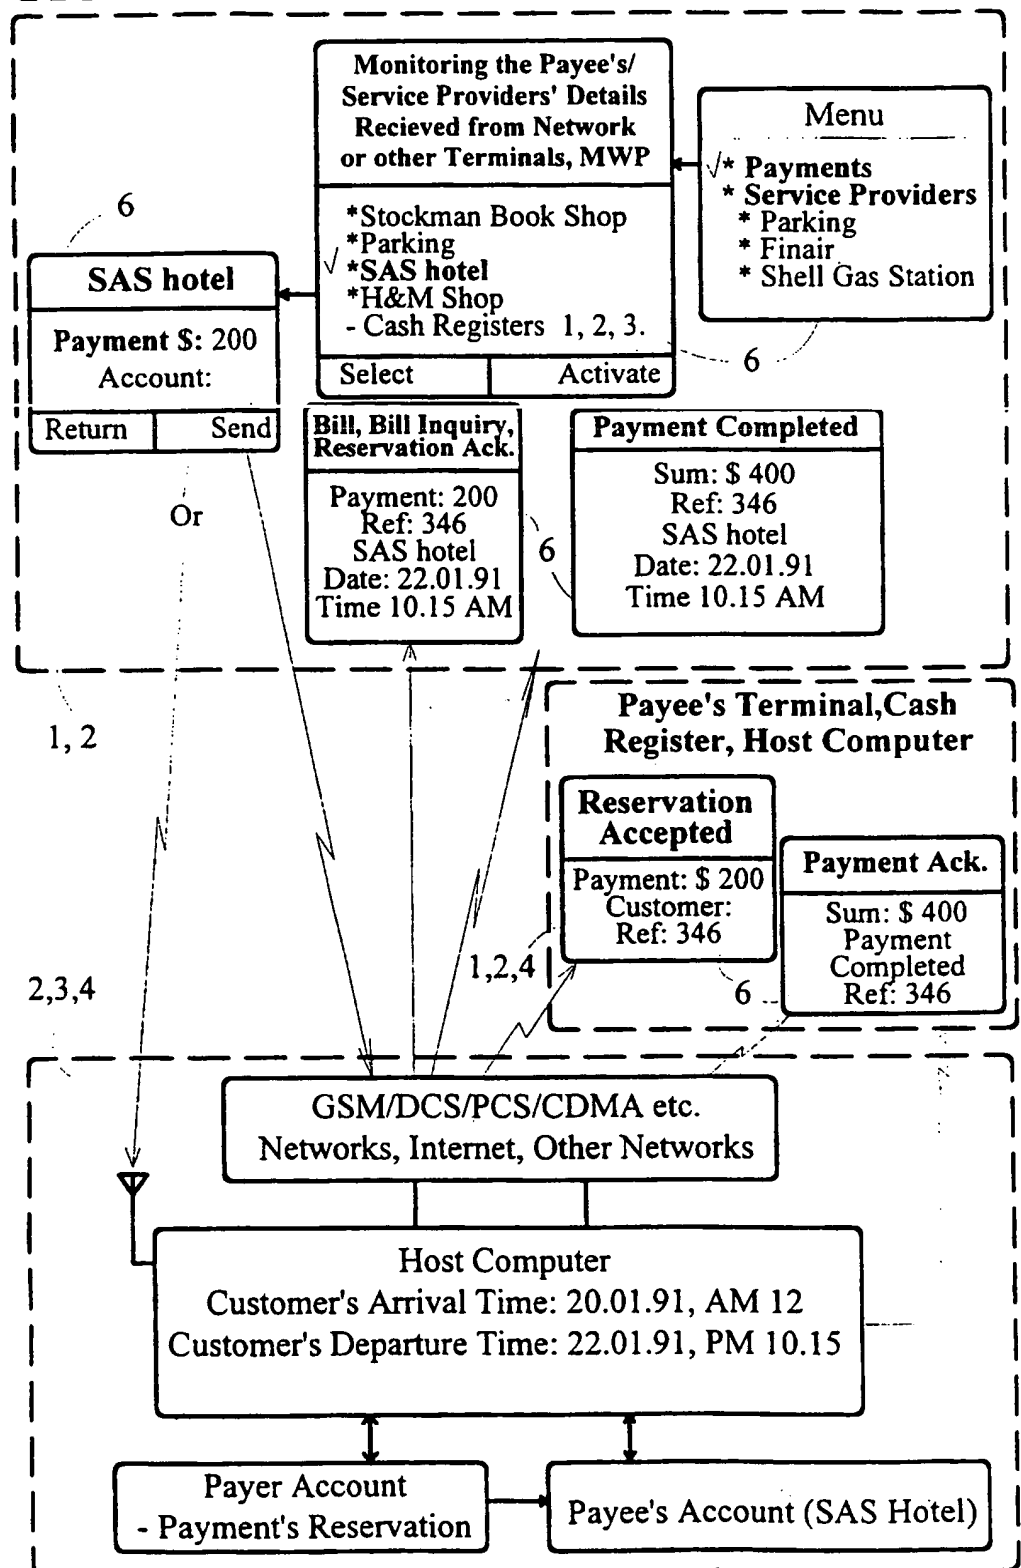 Monitoring the Payee's/
Service Providers' Details
Recieved from Network
or other Terminals, MWP
*Stockman Book Shop
*Parking
√ *SAS hotel
*H&M Shop
- Cash Registers 1, 2, 3.
Select Activate
Menu
√* Payments
* Service Providers
* Parking
* Finair
* Shell Gas Station
6
6
SAS hotel
Payment $: 200
Account:
Return Send
Or
Bill, Bill Inquiry,
Reservation Ack.
Payment: 200
Ref: 346
SAS hotel
Date: 22.01.91
Time 10.15 AM
6
Payment Completed
Sum: $ 400
Ref: 346
SAS hotel
Date: 22.01.91
Time 10.15 AM
1, 2
Payee's Terminal,Cash
Register, Host Computer
Reservation
Accepted
Payment: $ 200
Customer:
Ref: 346
Payment Ack.
Sum: $ 400
Payment
Completed
Ref: 346
1,2,4
6
2,3,4
GSM/DCS/PCS/CDMA etc.
Networks, Internet, Other Networks
Host Computer
Customer's Arrival Time: 20.01.91, AM 12
Customer's Departure Time: 22.01.91, PM 10.15
Payer Account
- Payment's Reservation
Payee's Account (SAS Hotel)